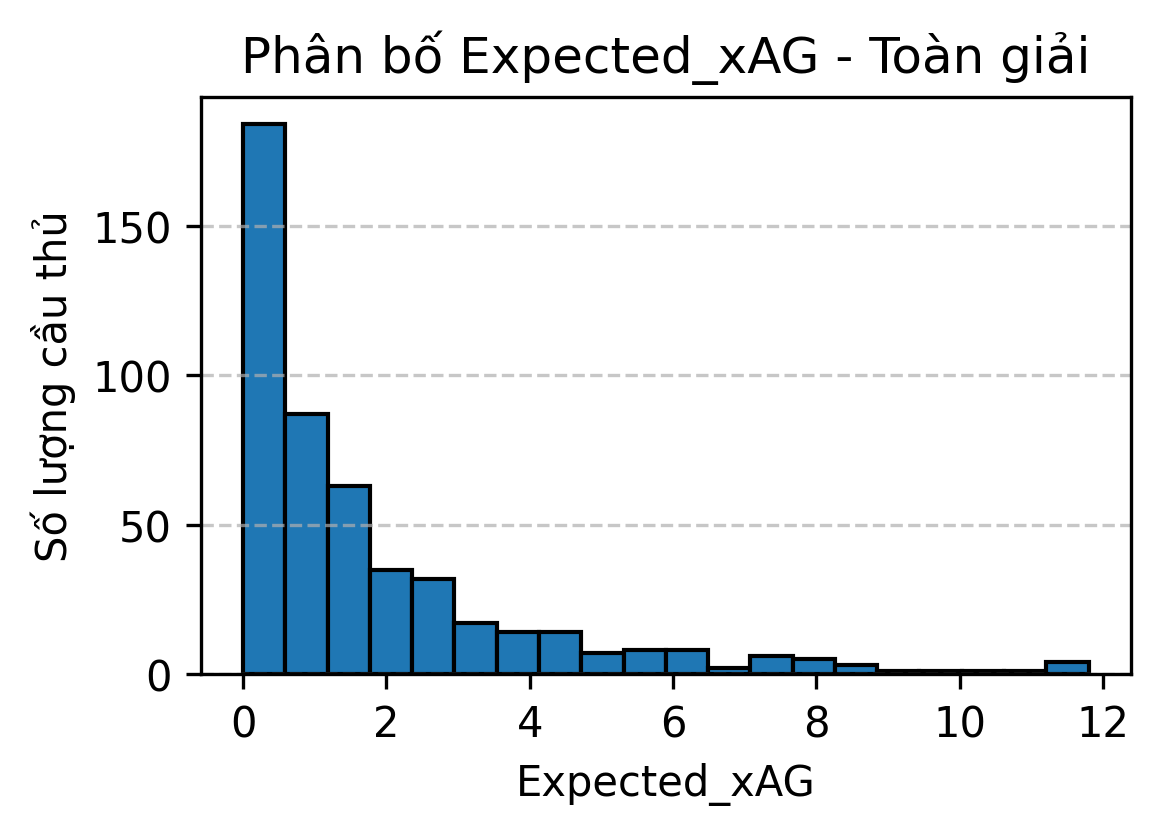 Phân bố Expected_xAG - Toàn giải
Số lượng cầu thủ
150
100
50
0
0 2 4 6 8 10 12
Expected_xAG